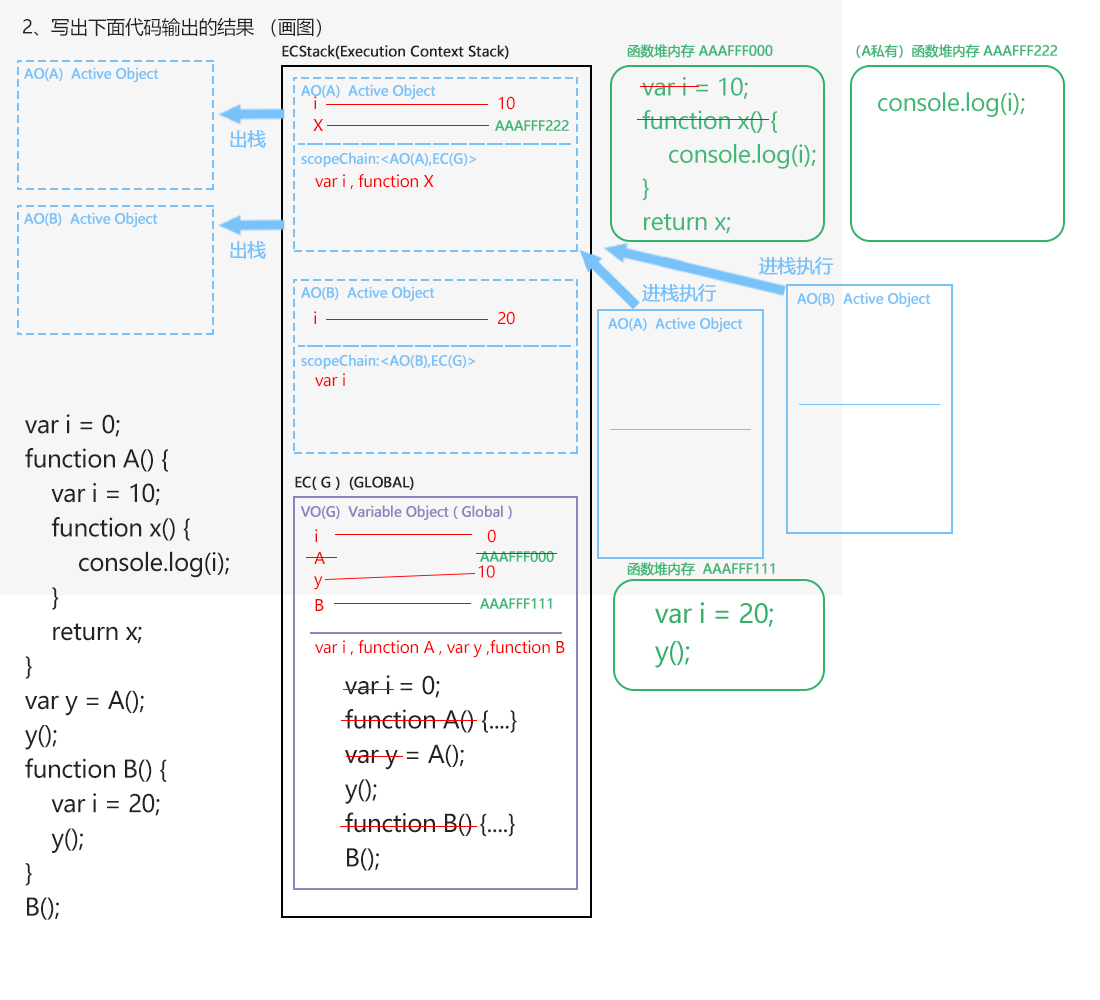 2、写出下面代码输出的结果 （画图）
ECStack(Execution Context Stack)
函数堆内存 AAAFFF000
（A私有）函数堆内存 AAAFFF222
AO(A) Active Object
出栈
AO(B) Active Object
出栈
AO(A) Active Object
i
10
X
AAAFFF222
scopeChain:<AO(A),EC(G)>
var i , function X
var i = 10;
function x() {
console.log(i);
}
return x;
console.log(i);
进栈执行
进栈执行
AO(B) Active Object
i
20
scopeChain:<AO(B),EC(G)>
var i
AO(A) Active Object
AO(B) Active Object
var i = 0;
function A() {
var i = 10;
function x() {
console.log(i);
}
return x;
}
var y = A();
y();
function B() {
var i = 20;
y();
}
B();
EC( G ) (GLOBAL)
VO(G) Variable Object ( Global )
i
0
A
AAAFFF000
y
10
B
AAAFFF111
var i , function A , var y ,function B
var i = 0;
function A() {....}
var y = A();
y();
function B() {....}
B();
函数堆内存 AAAFFF111
var i = 20;
y();